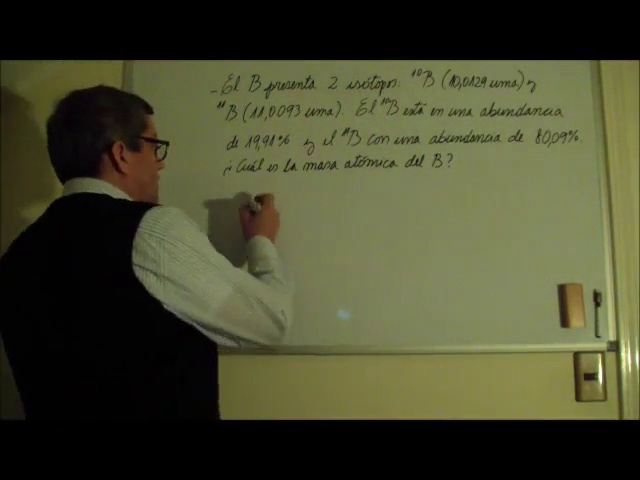 - El B presenta 2 isótopos: ¹⁰B (10,0129 uma) y
¹¹B (11,0093 uma). El ¹⁰B está en una abundancia
de 19,91% y el ¹¹B con una abundancia de 80,09%.
¿Cuál es la masa atómica del B?